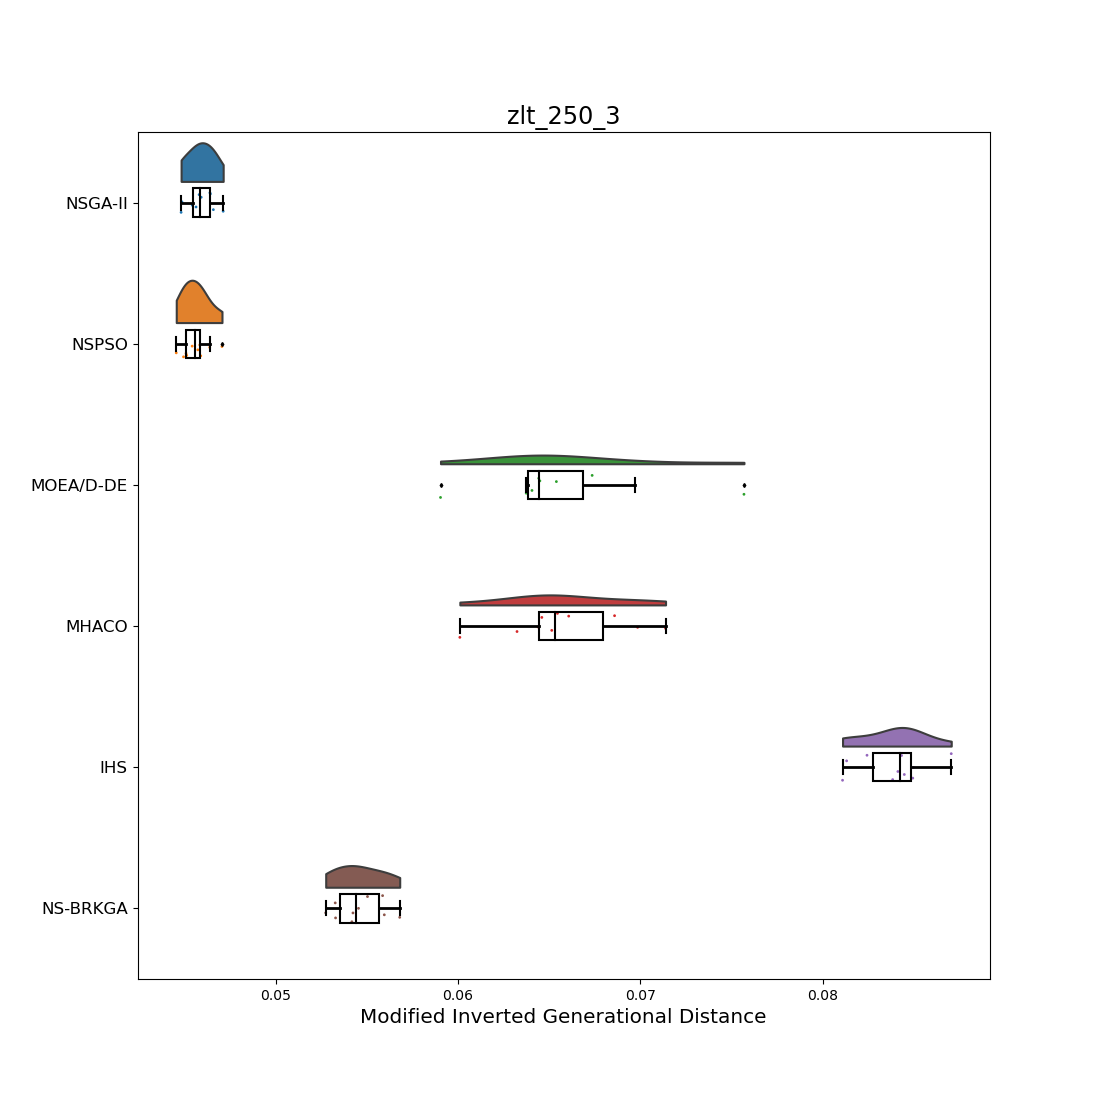 zlt_250_3
NSGA-II
NSPSO
MOEA/D-DE
MHACO
IHS
NS-BRKGA
0.05 0.06 0.07 0.08
Modified Inverted Generational Distance